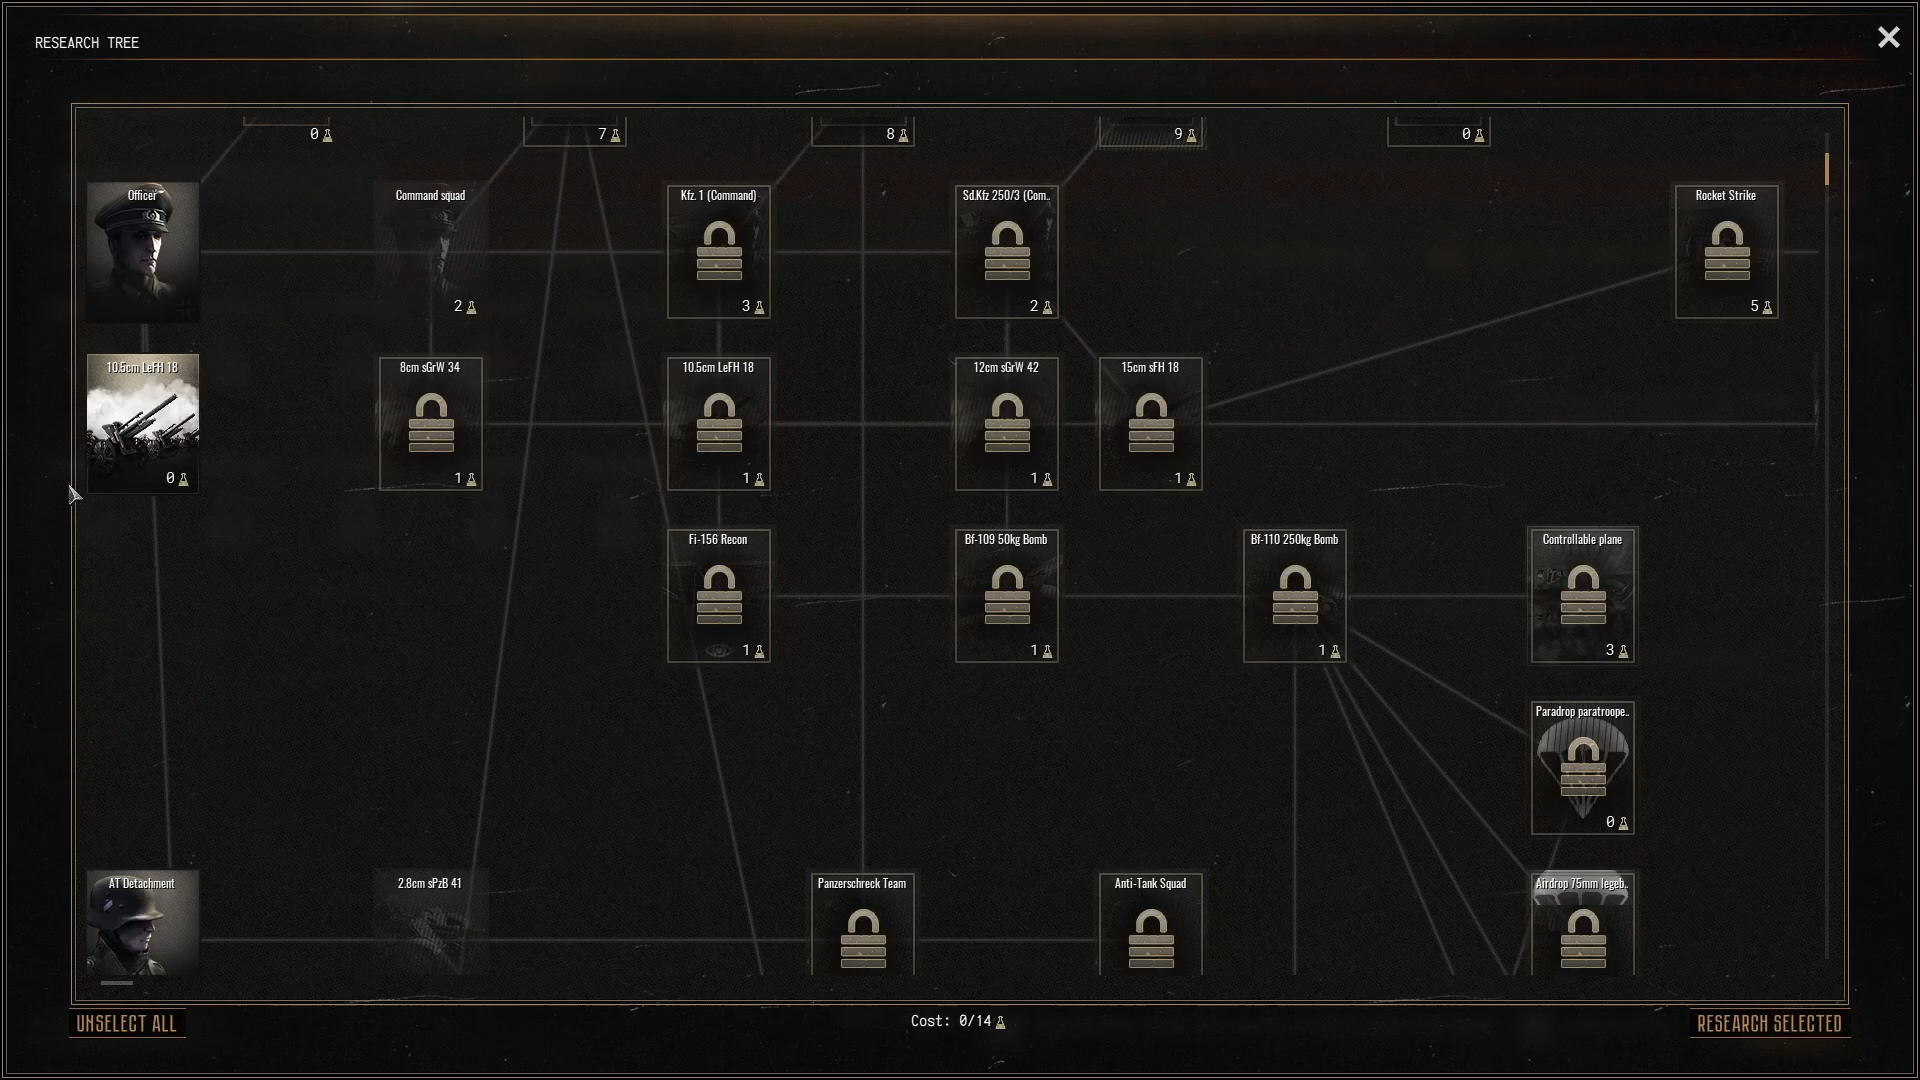 RESEARCH TREE
0
7
8
9
0
Officer
Command squad
Kfz. 1 (Command)
Sd.Kfz 250/3 (Com..
Rocket Strike
2
3
2
5
10.5cm LeFH 18
8cm sGrW 34
10.5cm LeFH 18
12cm sGrW 42
15cm sFH 18
0
1
1
1
1
Fi-156 Recon
Bf-109 50kg Bomb
Bf-110 250kg Bomb
Controllable plane
1
1
1
3
Paradrop paratroope..
0
AT Detachment
2.8cm sPzB 41
Panzerschreck Team
Anti-Tank Squad
Airdrop 75mm legeb..
UNSELECT ALL
Cost: 0/14
RESEARCH SELECTED